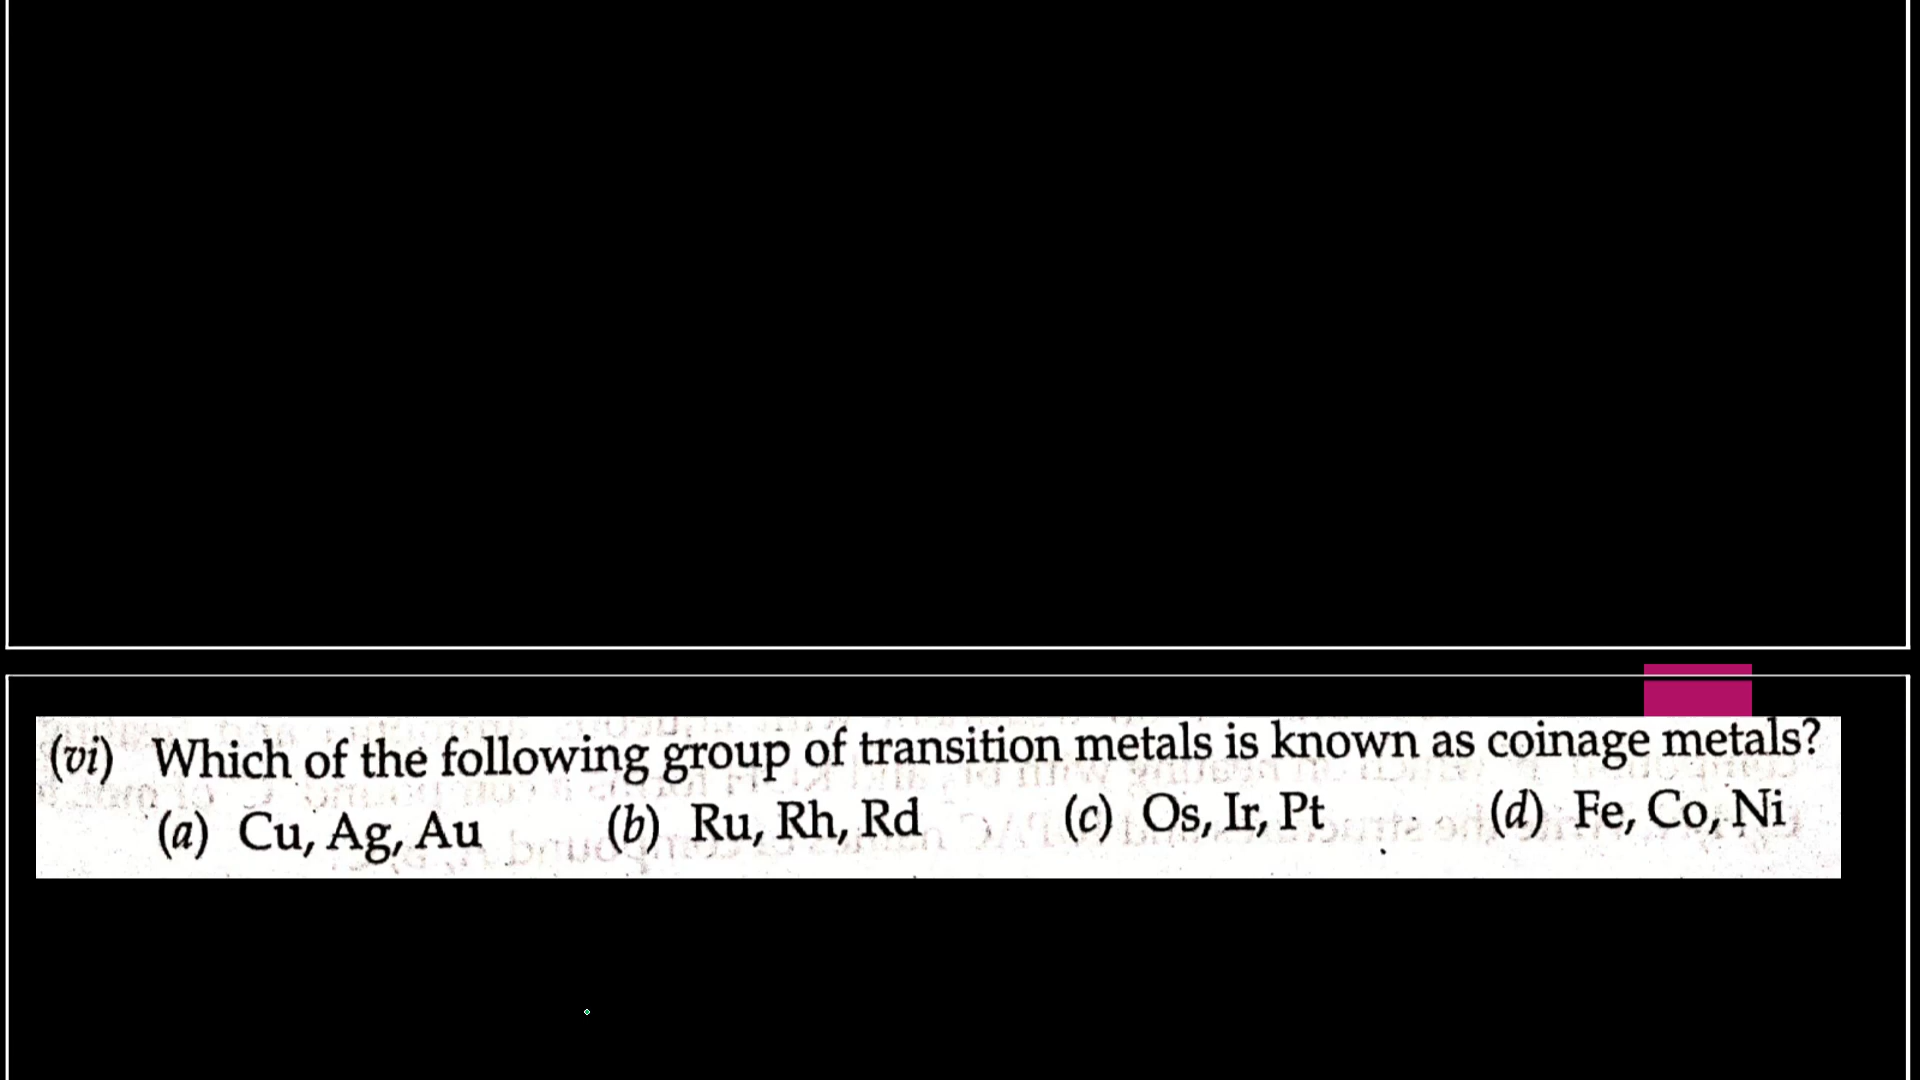 (vi) Which of the following group of transition metals is known as coinage metals?
(a) Cu, Ag, Au (b) Ru, Rh, Rd (c) Os, Ir, Pt (d) Fe, Co, Ni